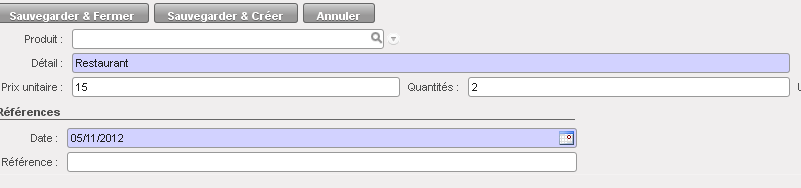 Sauvegarder & Fermer Sauvegarder & Créer Annuler
Produit :
Détail : Restaurant
Prix unitaire : 15 Quantités : 2 U
Références
Date : 05/11/2012
Référence :